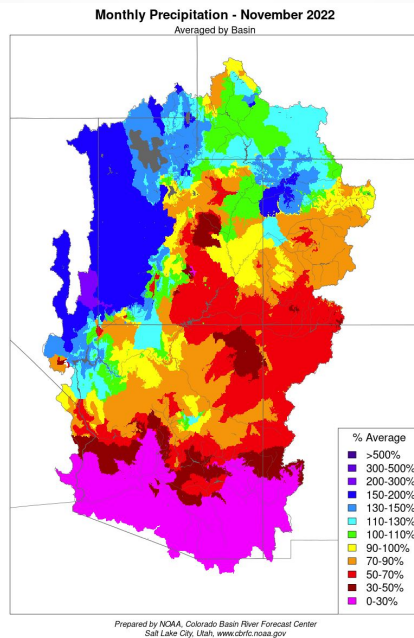 Monthly Precipitation - November 2022
Averaged by Basin
% Average
>500%
300-500%
200-300%
150-200%
130-150%
110-130%
100-110%
90-100%
70-90%
50-70%
30-50%
0-30%
Prepared by NOAA, Colorado Basin River Forecast Center
Salt Lake City, Utah, www.cbrfc.noaa.gov